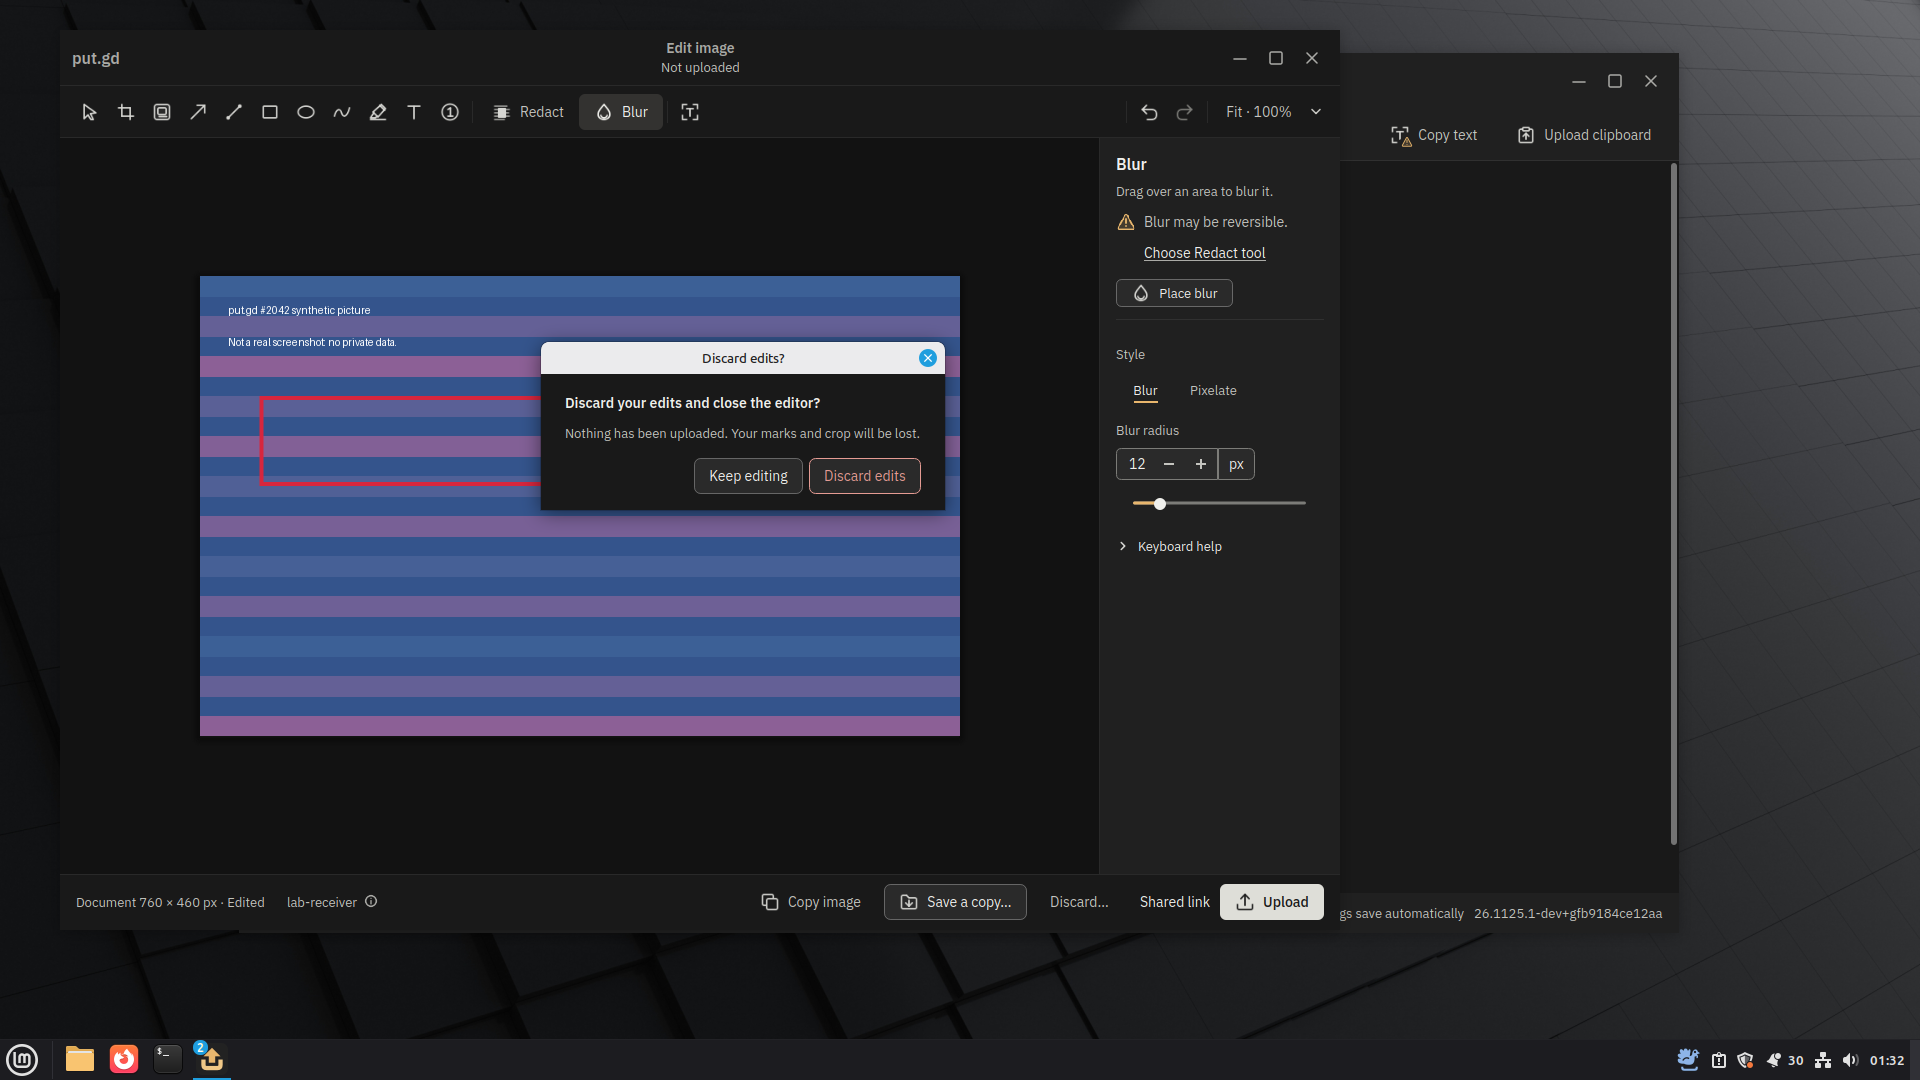 put.gd
Edit image
Not uploaded
Redact
Blur
Fit · 100%
Copy text
Upload clipboard
Blur
Drag over an area to blur it.
Blur may be reversible.
Choose Redact tool
Place blur
put.gd #2042 synthetic picture
Not a real screenshot: no private data.
Discard edits?
Discard your edits and close the editor?
Nothing has been uploaded. Your marks and crop will be lost.
Keep editing
Discard edits
Style
Blur
Pixelate
Blur radius
12
px
Keyboard help
Document 760 × 460 px · Edited
lab-receiver
Copy image
Save a copy...
Discard...
Shared link
Upload
gs save automatically
26.1125.1-dev+gfb9184ce12aa
2
30
01:32